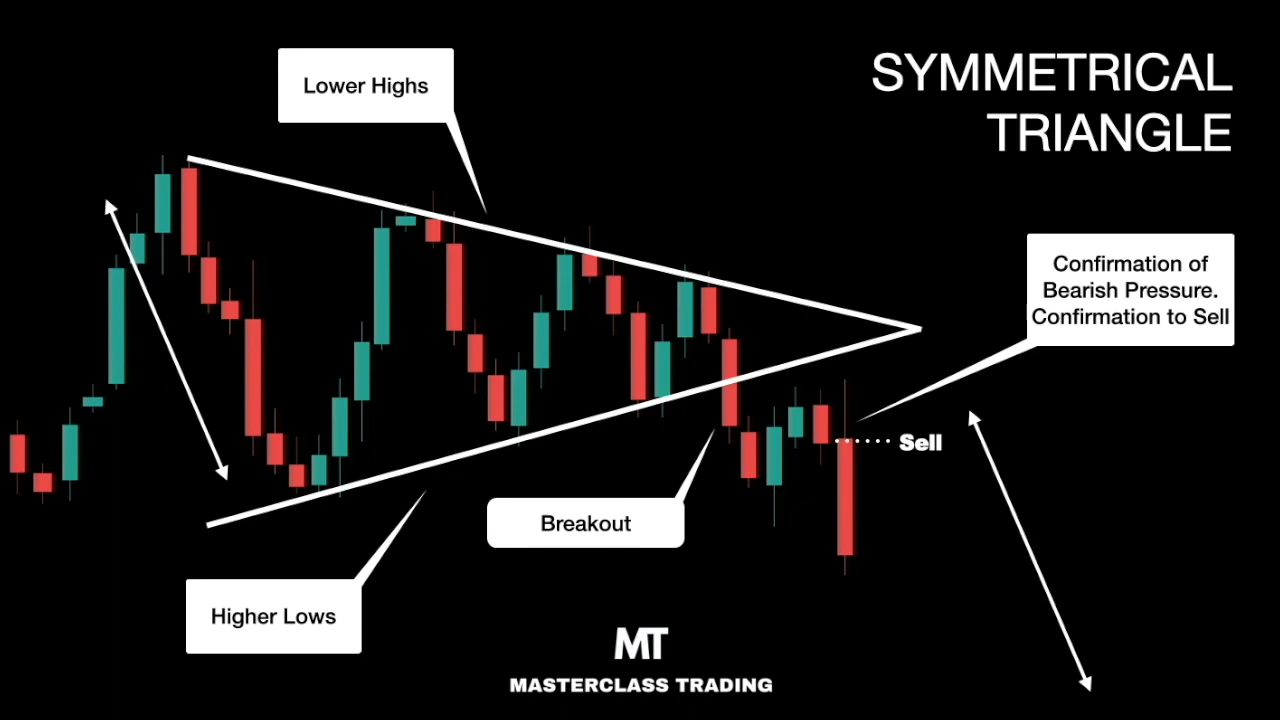 SYMMETRICAL
TRIANGLE
Lower Highs
Confirmation of
Bearish Pressure.
Confirmation to Sell
Sell
Breakout
Higher Lows
MT
MASTERCLASS TRADING